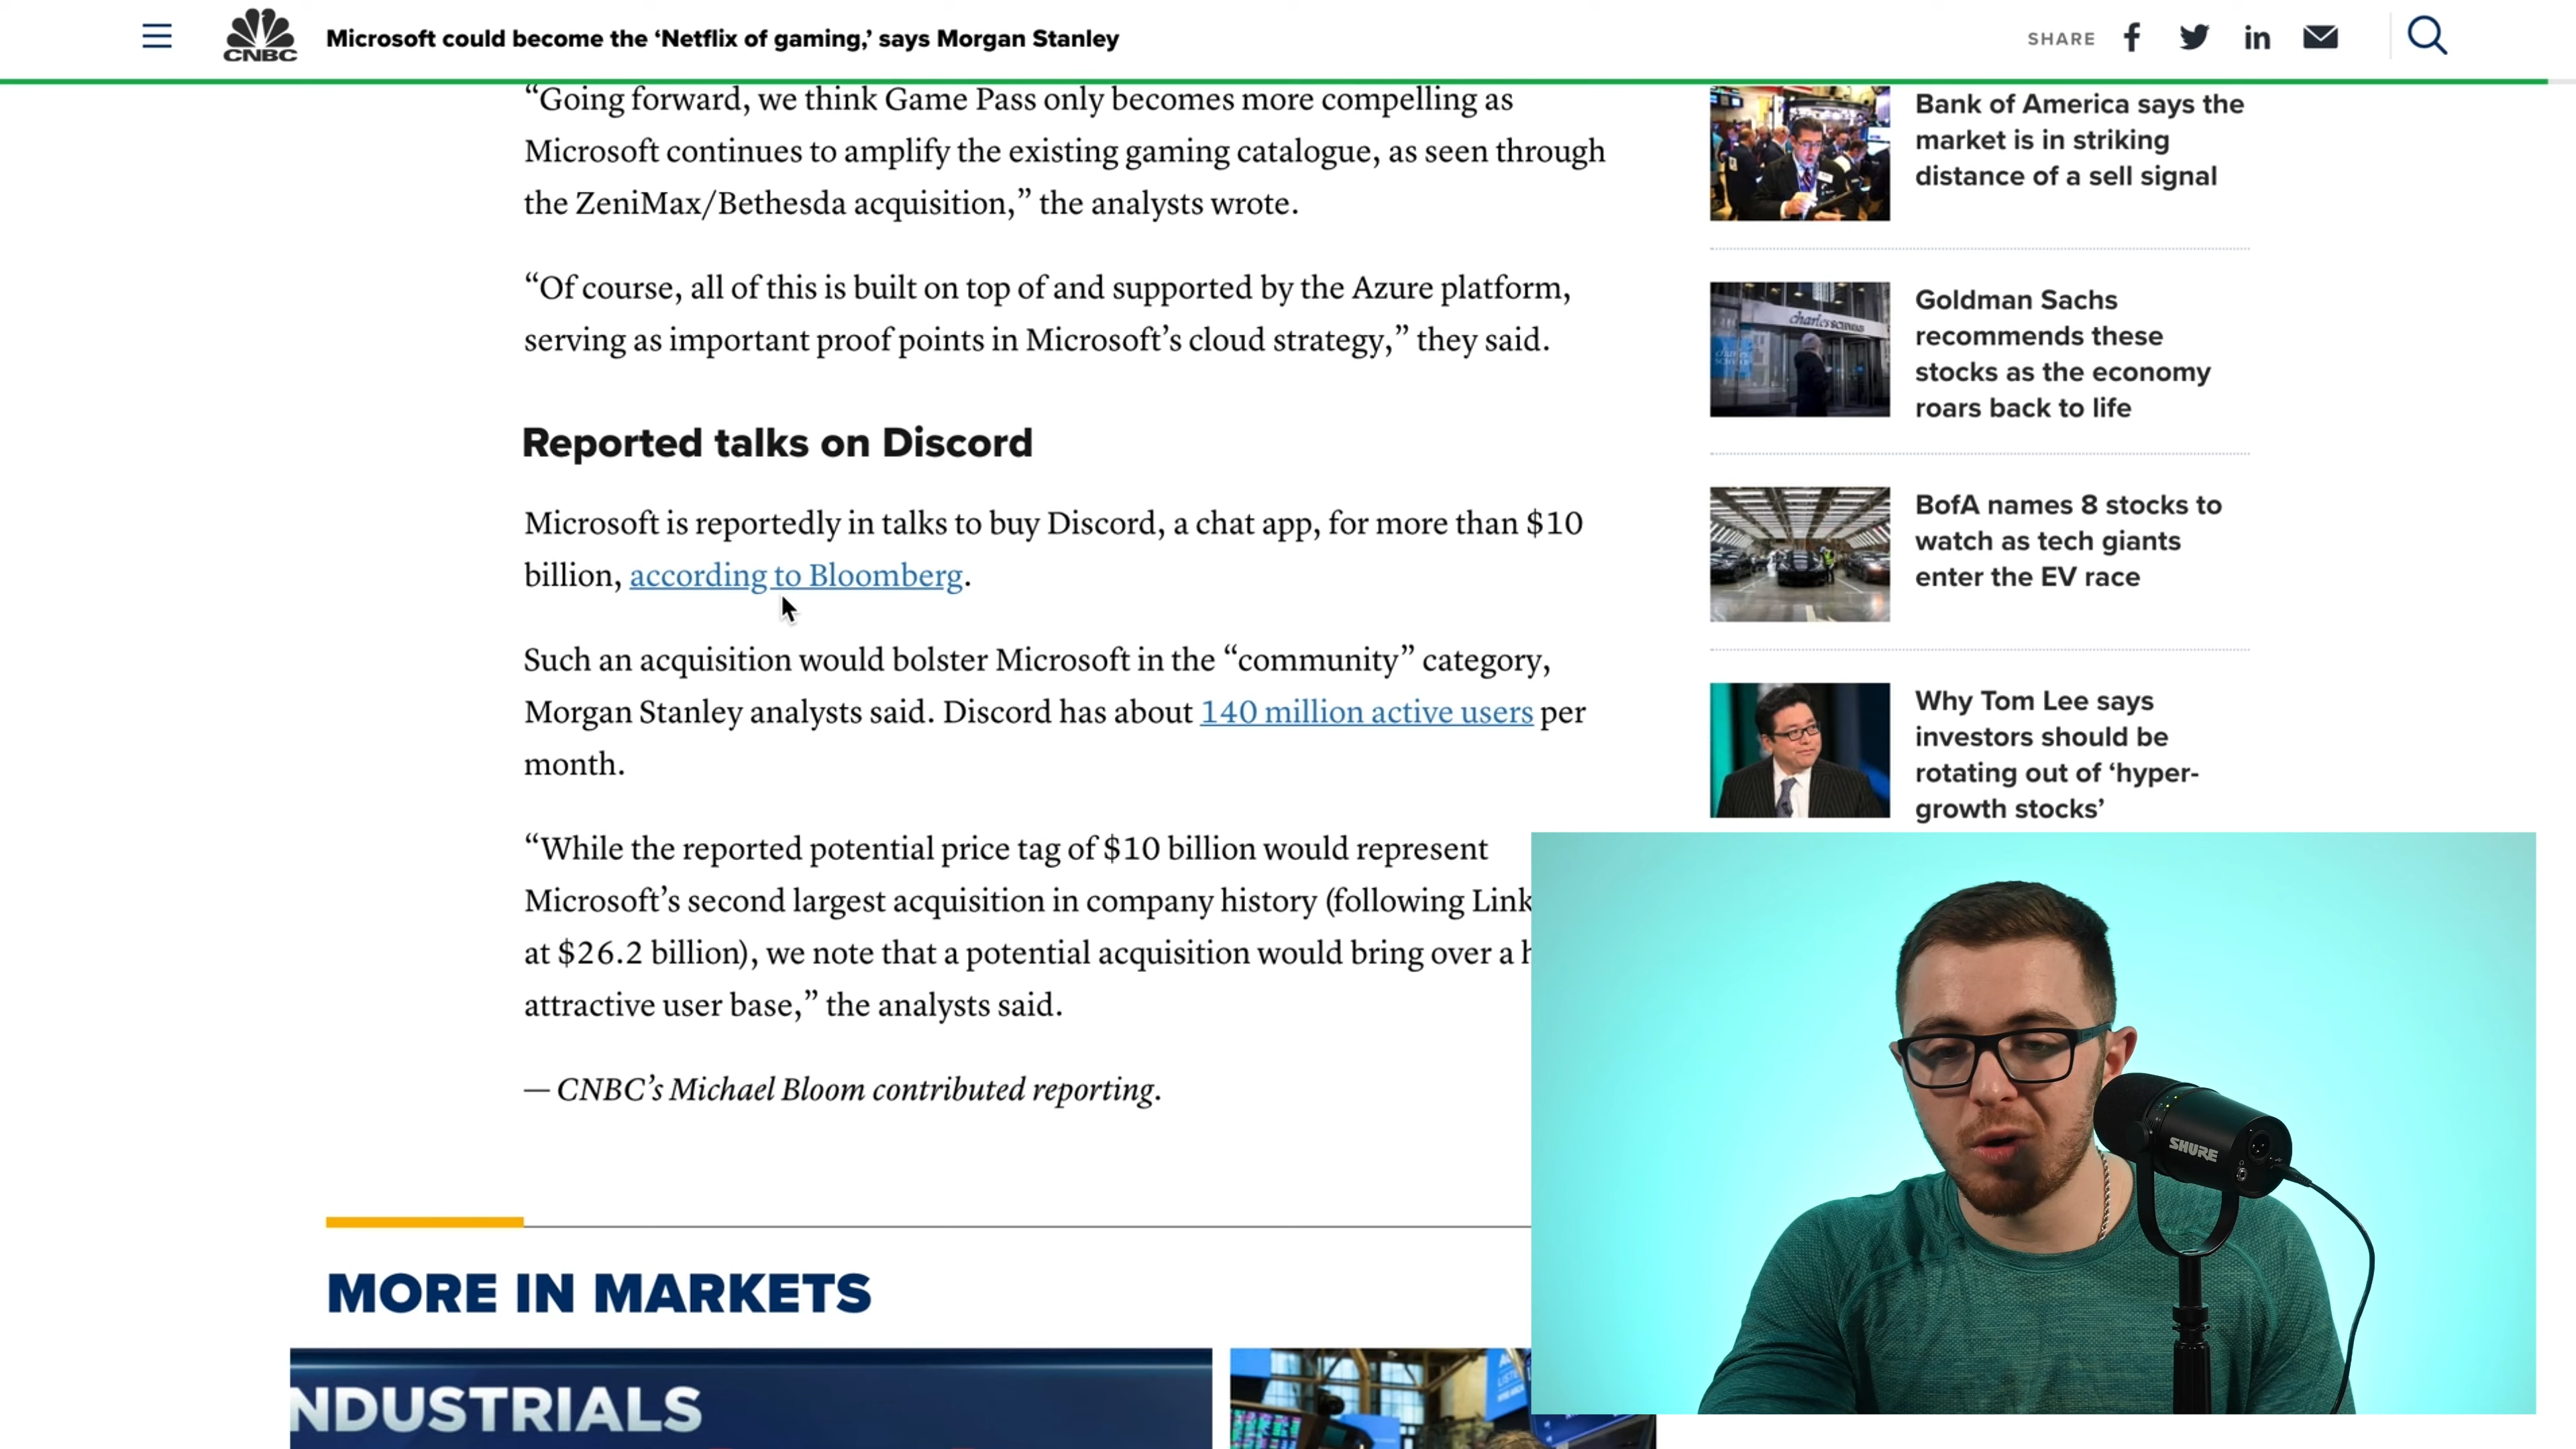 CNBC
Microsoft could become the ‘Netflix of gaming,’ says Morgan Stanley
SHARE
“Going forward, we think Game Pass only becomes more compelling as
Microsoft continues to amplify the existing gaming catalogue, as seen through
the ZeniMax/Bethesda acquisition,” the analysts wrote.
“Of course, all of this is built on top of and supported by the Azure platform,
serving as important proof points in Microsoft’s cloud strategy,” they said.
Reported talks on Discord
Microsoft is reportedly in talks to buy Discord, a chat app, for more than $10
billion, according to Bloomberg.
Such an acquisition would bolster Microsoft in the “community” category,
Morgan Stanley analysts said. Discord has about 140 million active users per
month.
“While the reported potential price tag of $10 billion would represent
Microsoft’s second largest acquisition in company history (following Link
at $26.2 billion), we note that a potential acquisition would bring over a h
attractive user base,” the analysts said.
— CNBC’s Michael Bloom contributed reporting.
MORE IN MARKETS
NDUSTRIALS
Bank of America says the
market is in striking
distance of a sell signal
charles SCHWAB
Goldman Sachs
recommends these
stocks as the economy
roars back to life
BofA names 8 stocks to
watch as tech giants
enter the EV race
Why Tom Lee says
investors should be
rotating out of ‘hyper-
growth stocks’
SHURE